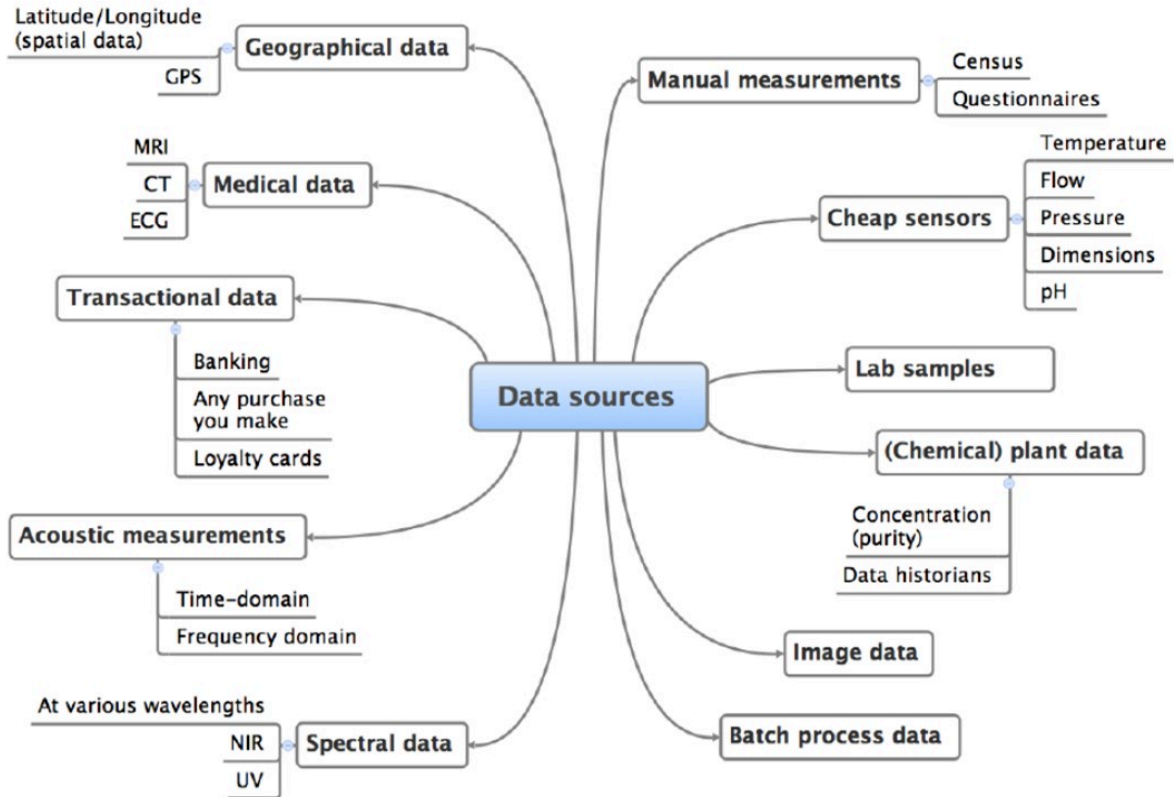 Latitude/Longitude
(spatial data)
GPS
Geographical data
MRI
CT
ECG
Medical data
Transactional data
Banking
Any purchase
you make
Loyalty cards
Acoustic measurements
Time-domain
Frequency domain
At various wavelengths
NIR
UV
Spectral data
Data sources
Manual measurements
Census
Questionnaires
Cheap sensors
Temperature
Flow
Pressure
Dimensions
pH
Lab samples
(Chemical) plant data
Concentration
(purity)
Data historians
Image data
Batch process data